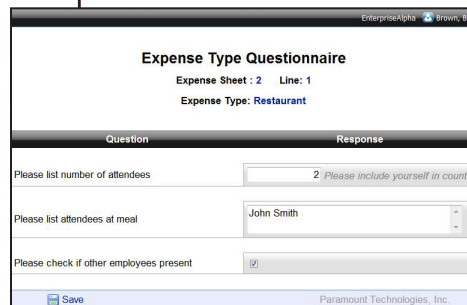 EnterpriseAlpha Brown, B
Expense Type Questionnaire
Expense Sheet : 2 Line: 1
Expense Type: Restaurant
Question Response
Please list number of attendees 2 Please include yourself in count
Please list attendees at meal John Smith
Please check if other employees present
Save Paramount Technologies, Inc.